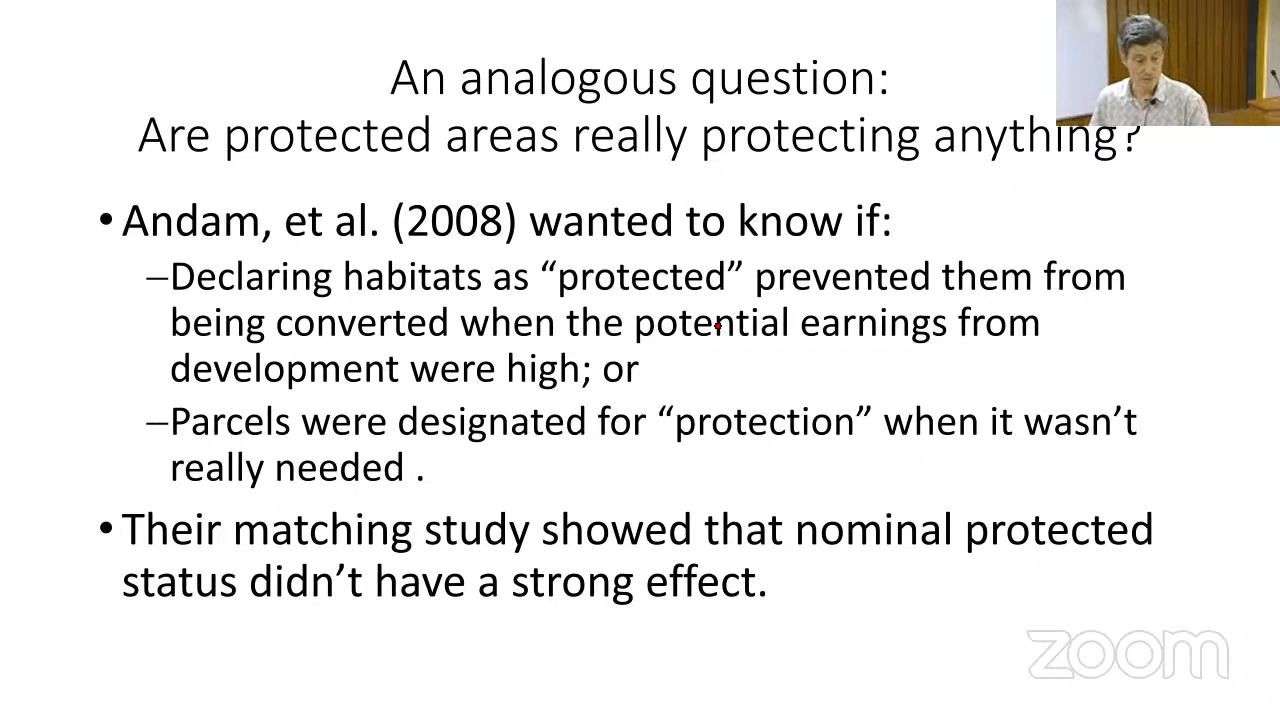 An analogous question:
Are protected areas really protecting anything?
• Andam, et al. (2008) wanted to know if:
–Declaring habitats as “protected” prevented them from
being converted when the potential earnings from
development were high; or
–Parcels were designated for “protection” when it wasn’t
really needed .
• Their matching study showed that nominal protected
status didn’t have a strong effect.
zoom